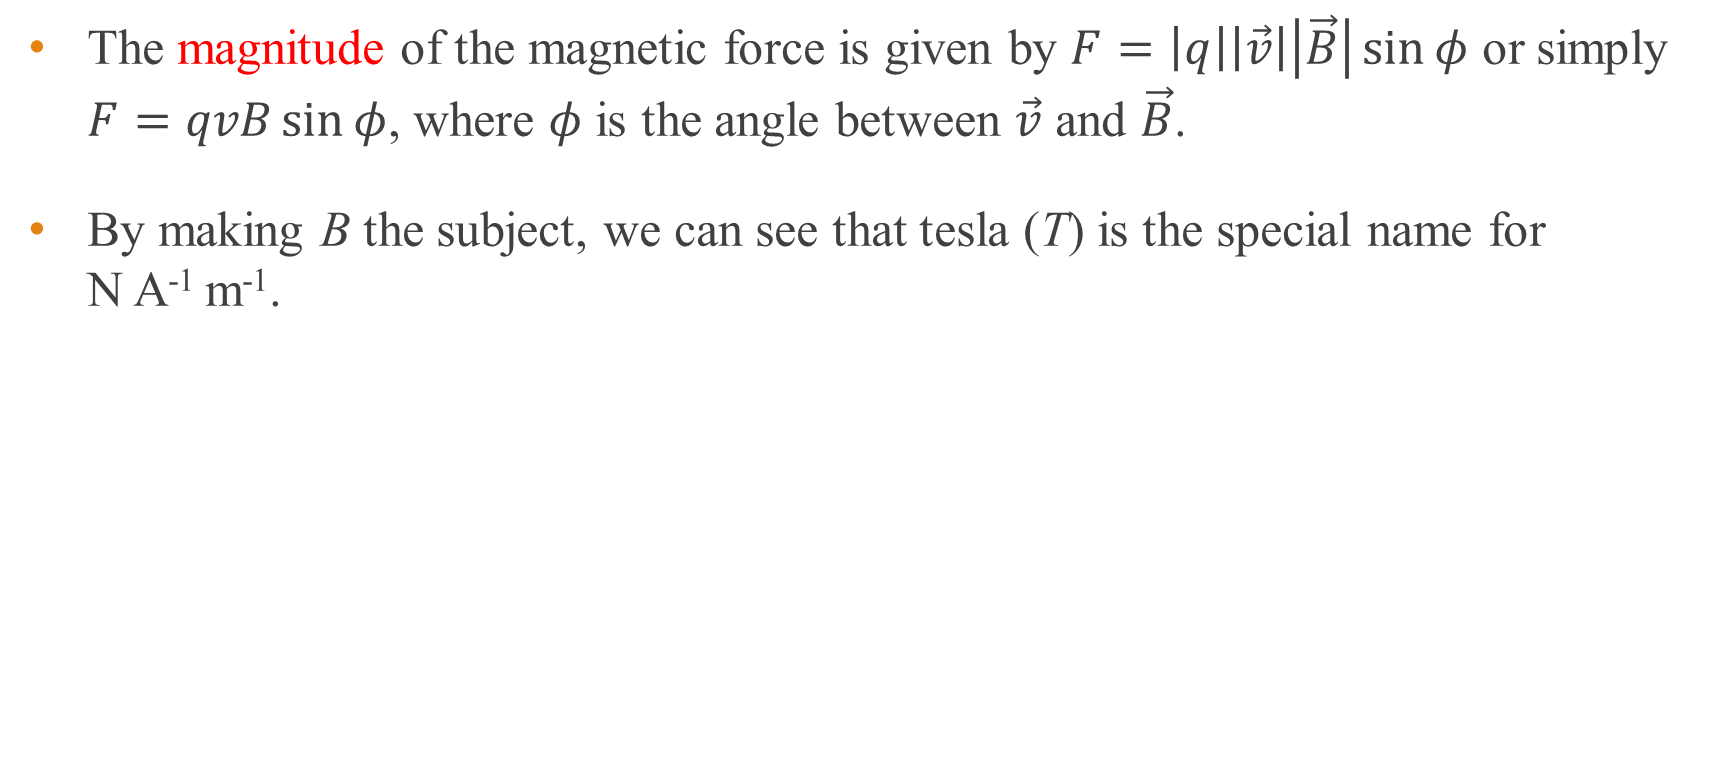 • The magnitude of the magnetic force is given by 𝐹 = |𝑞||𝑣⃗||𝐵⃗| sin 𝜙 or simply
𝐹 = 𝑞𝑣𝐵 sin 𝜙, where 𝜙 is the angle between 𝑣⃗ and 𝐵⃗.
• By making B the subject, we can see that tesla (T) is the special name for
N A⁻¹ m⁻¹.